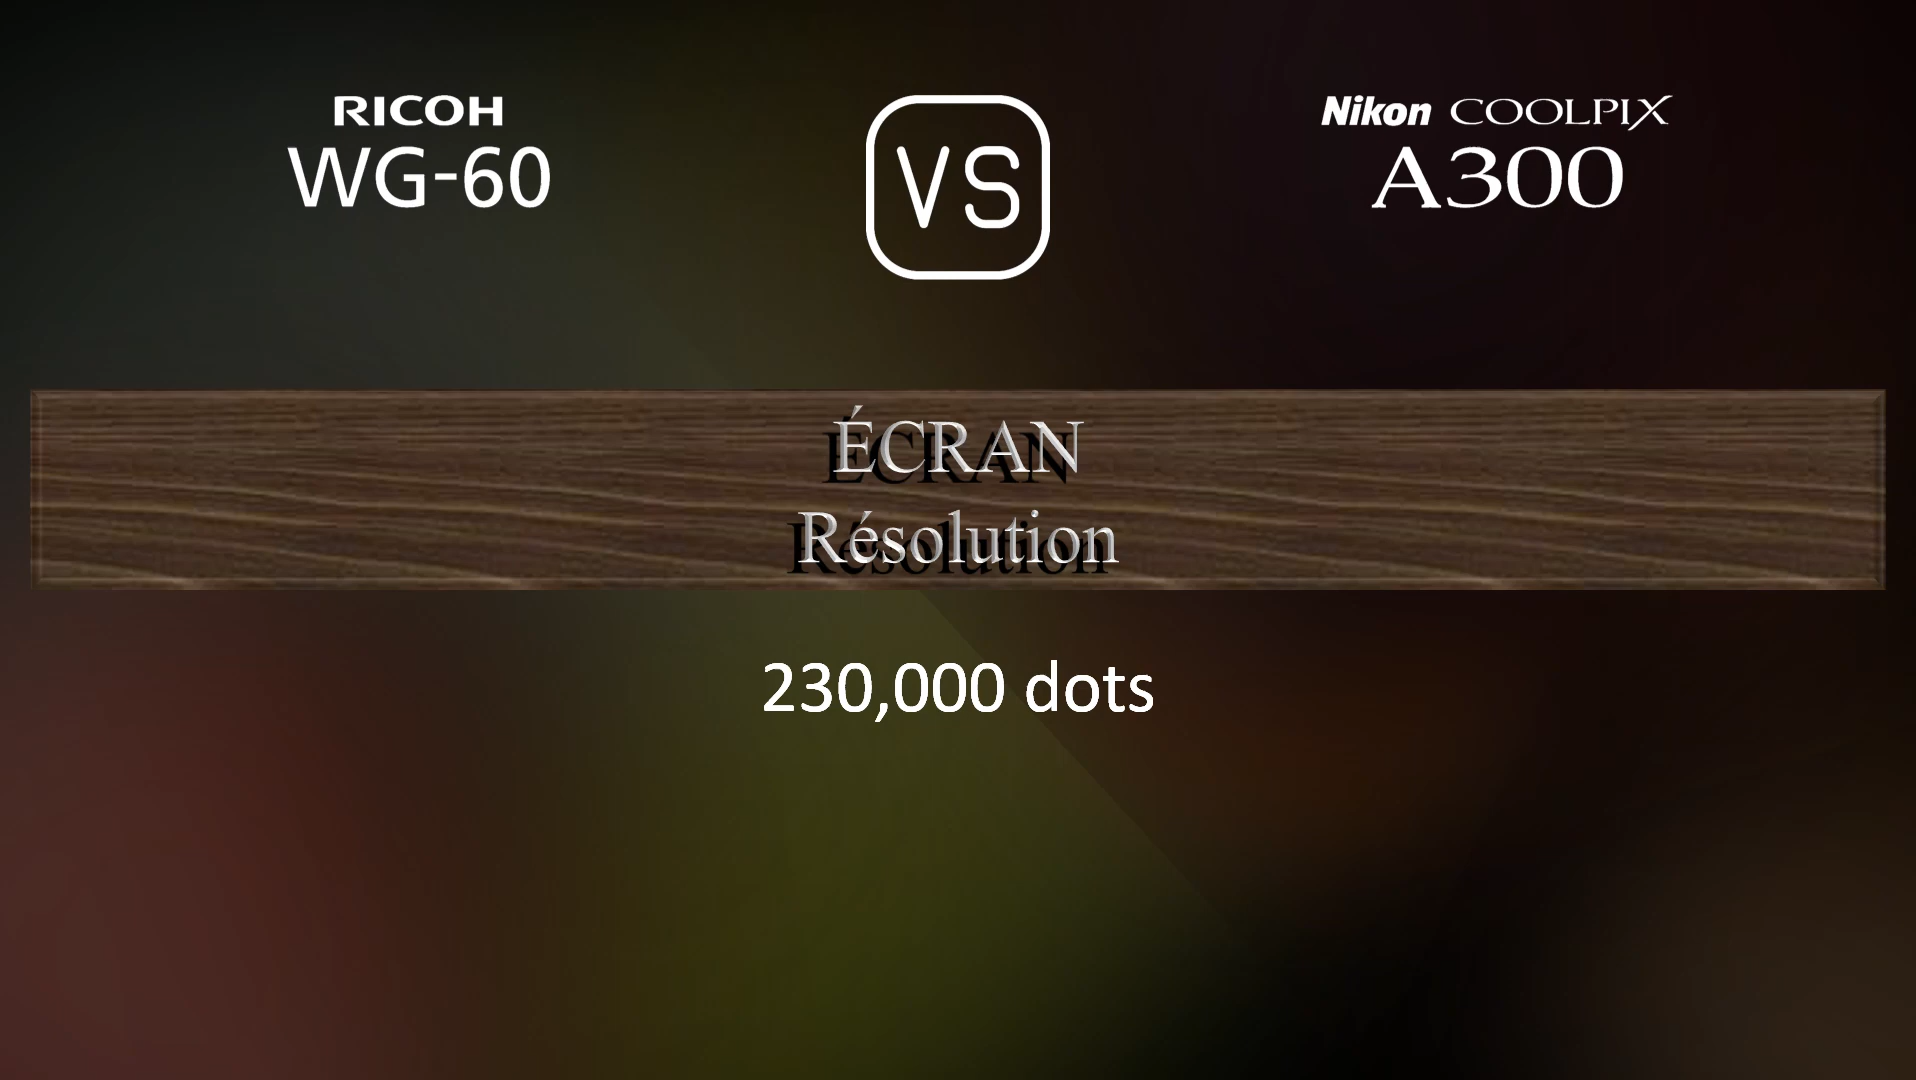 RICOH
WG-60
VS
Nikon COOLPIX
A300
ÉCRAN
Résolution
230,000 dots